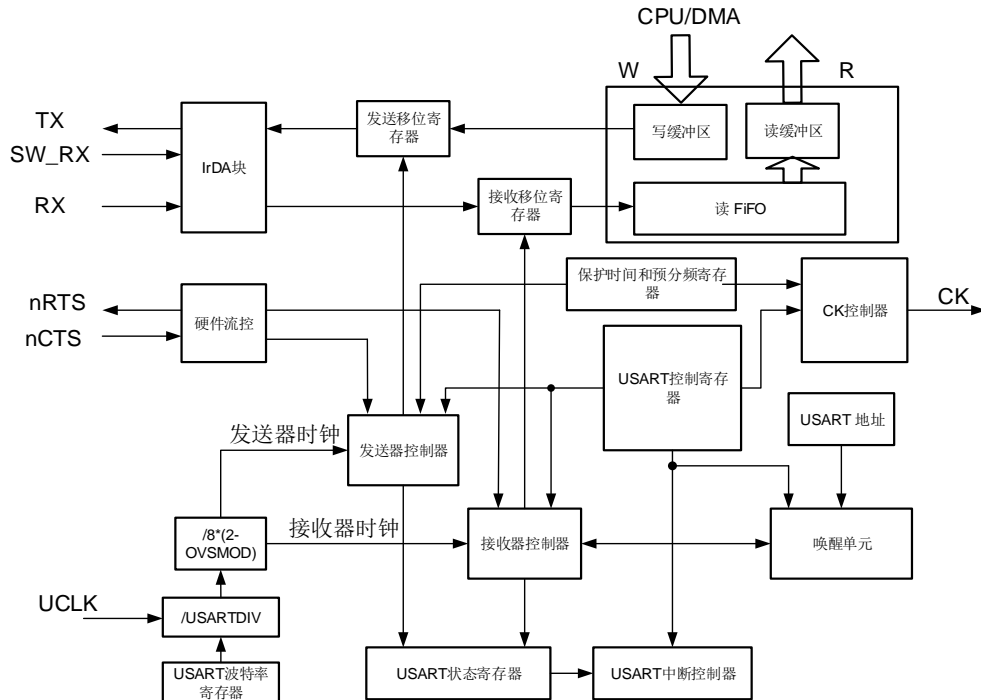 CPU/DMA
W
R
TX
SW_RX
RX
IrDA块
发送移位寄
存器
写缓冲区
读缓冲区
接收移位寄
存器
读 FiFO
保护时间和预分频寄存
器
nRTS
nCTS
硬件流控
CK控制器
CK
USART控制寄存
器
USART 地址
发送器时钟
发送器控制器
/8*(2-
OVSMOD)
接收器时钟
接收器控制器
唤醒单元
UCLK
/USARTDIV
USART波特率
寄存器
USART状态寄存器
USART中断控制器